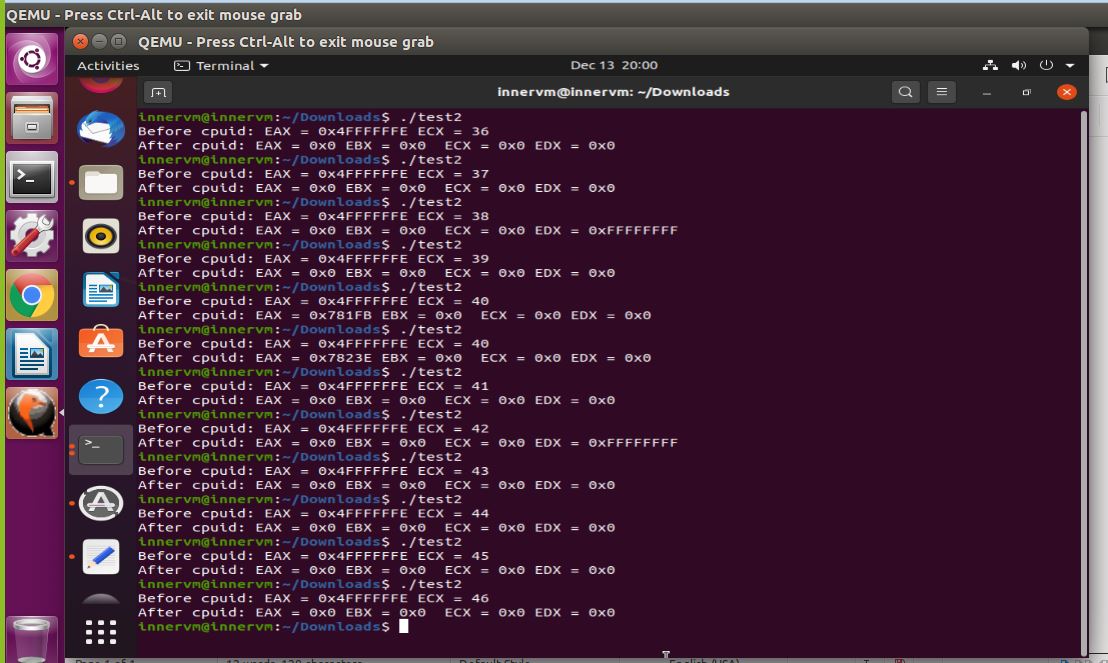 QEMU - Press Ctrl-Alt to exit mouse grab
QEMU - Press Ctrl-Alt to exit mouse grab
Activities Terminal Dec 13 20:00
innervm@innervm: ~/Downloads
innervm@innervm:~/Downloads$ ./test2
Before cpuid: EAX = 0x4FFFFFFE ECX = 36
After cpuid: EAX = 0x0 EBX = 0x0  ECX = 0x0 EDX = 0x0
innervm@innervm:~/Downloads$ ./test2
Before cpuid: EAX = 0x4FFFFFFE ECX = 37
After cpuid: EAX = 0x0 EBX = 0x0  ECX = 0x0 EDX = 0x0
innervm@innervm:~/Downloads$ ./test2
Before cpuid: EAX = 0x4FFFFFFE ECX = 38
After cpuid: EAX = 0x0 EBX = 0x0  ECX = 0x0 EDX = 0xFFFFFFFF
innervm@innervm:~/Downloads$ ./test2
Before cpuid: EAX = 0x4FFFFFFE ECX = 39
After cpuid: EAX = 0x0 EBX = 0x0  ECX = 0x0 EDX = 0x0
innervm@innervm:~/Downloads$ ./test2
Before cpuid: EAX = 0x4FFFFFFE ECX = 40
After cpuid: EAX = 0x781FB EBX = 0x0  ECX = 0x0 EDX = 0x0
innervm@innervm:~/Downloads$ ./test2
Before cpuid: EAX = 0x4FFFFFFE ECX = 40
After cpuid: EAX = 0x7823E EBX = 0x0  ECX = 0x0 EDX = 0x0
innervm@innervm:~/Downloads$ ./test2
Before cpuid: EAX = 0x4FFFFFFE ECX = 41
After cpuid: EAX = 0x0 EBX = 0x0  ECX = 0x0 EDX = 0x0
innervm@innervm:~/Downloads$ ./test2
Before cpuid: EAX = 0x4FFFFFFE ECX = 42
After cpuid: EAX = 0x0 EBX = 0x0  ECX = 0x0 EDX = 0xFFFFFFFF
innervm@innervm:~/Downloads$ ./test2
Before cpuid: EAX = 0x4FFFFFFE ECX = 43
After cpuid: EAX = 0x0 EBX = 0x0  ECX = 0x0 EDX = 0x0
innervm@innervm:~/Downloads$ ./test2
Before cpuid: EAX = 0x4FFFFFFE ECX = 44
After cpuid: EAX = 0x0 EBX = 0x0  ECX = 0x0 EDX = 0x0
innervm@innervm:~/Downloads$ ./test2
Before cpuid: EAX = 0x4FFFFFFE ECX = 45
After cpuid: EAX = 0x0 EBX = 0x0  ECX = 0x0 EDX = 0x0
innervm@innervm:~/Downloads$ ./test2
Before cpuid: EAX = 0x4FFFFFFE ECX = 46
After cpuid: EAX = 0x0 EBX = 0x0  ECX = 0x0 EDX = 0x0
innervm@innervm:~/Downloads$